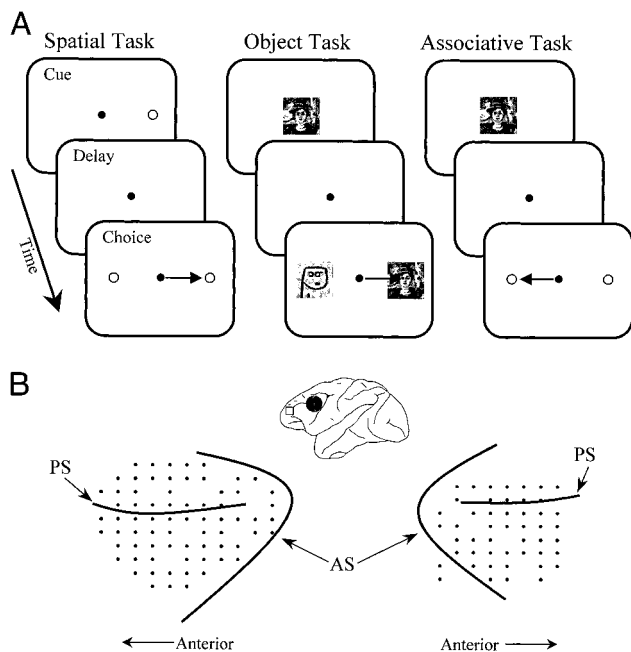 A
Spatial Task
Object Task
Associative Task
Cue
Delay
Choice
Time
B
PS
PS
AS
Anterior
Anterior